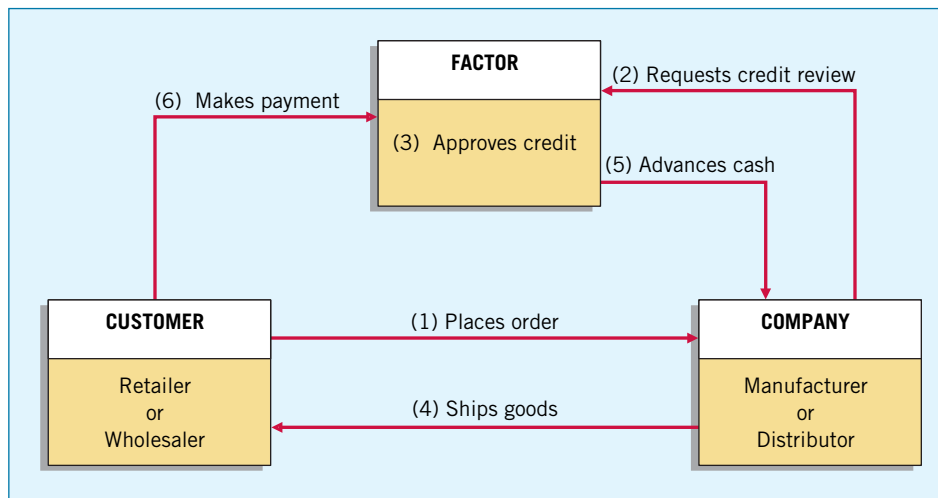 FACTOR
(2) Requests credit review
(6) Makes payment
(3) Approves credit
(5) Advances cash
CUSTOMER
(1) Places order
COMPANY
Retailer
or
Wholesaler
(4) Ships goods
Manufacturer
or
Distributor